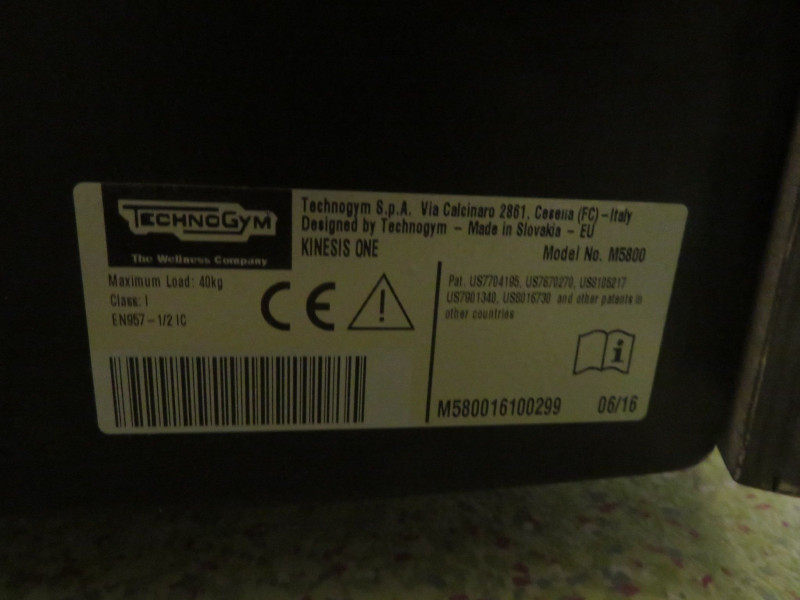 TECHNOGYM
The Wellness Company
Technogym S.p.A. Via Calcinaro 2861, Cesena (FC) - Italy
Designed by Technogym - Made in Slovakia - EU
KINESIS ONE
Model No. M5800
Maximum Load: 40kg
Class: I
EN957-1/2 IC
CE
Pat. US7704195, US7670270, US8105217
US7901340, US8016730 and other patents in
other countries
M580016100299
06/16